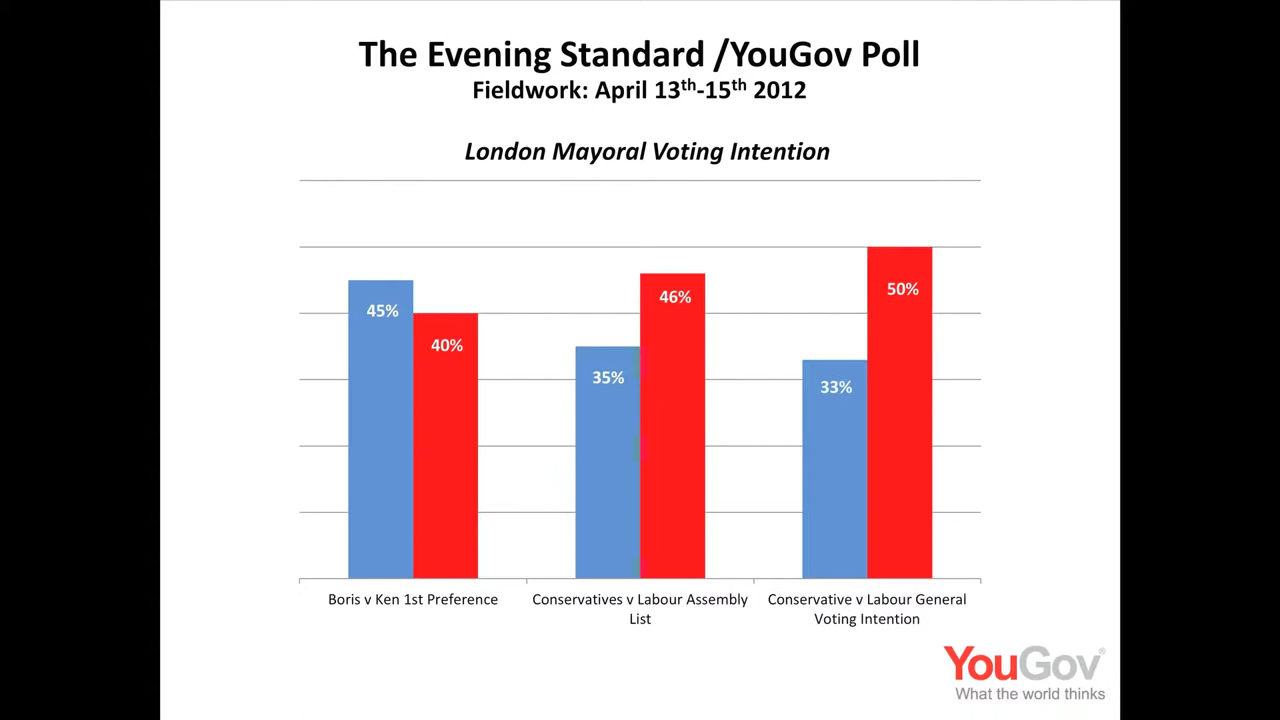 The Evening Standard /YouGov Poll
Fieldwork: April 13th-15th 2012
London Mayoral Voting Intention
45%
40%
35%
46%
33%
50%
Boris v Ken 1st Preference
Conservatives v Labour Assembly
List
Conservative v Labour General
Voting Intention
YouGov®
What the world thinks